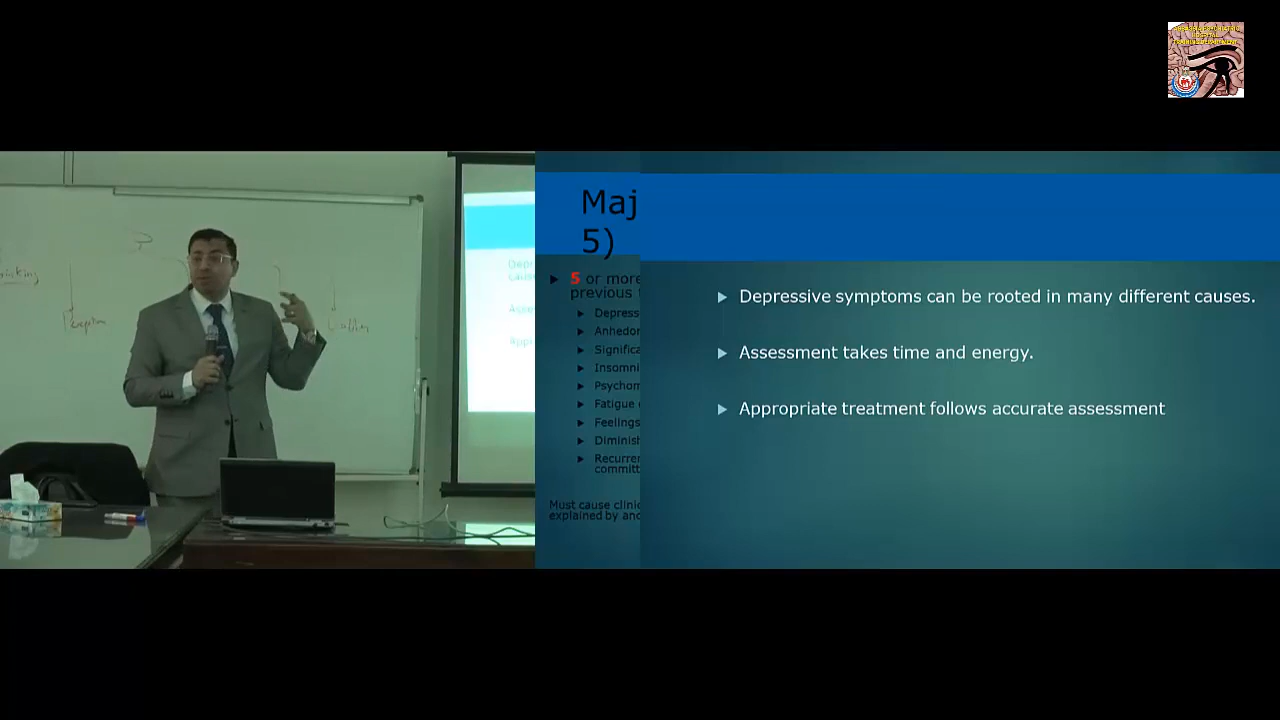 Maj
5)
5 or more
previous
Depress
Anhedon
Significa
Insomni
Psychom
Fatigue
Feelings
Diminish
Recurren
committ
Must cause clinic
explained by ano
Depressive symptoms can be rooted in many different causes.
Assessment takes time and energy.
Appropriate treatment follows accurate assessment